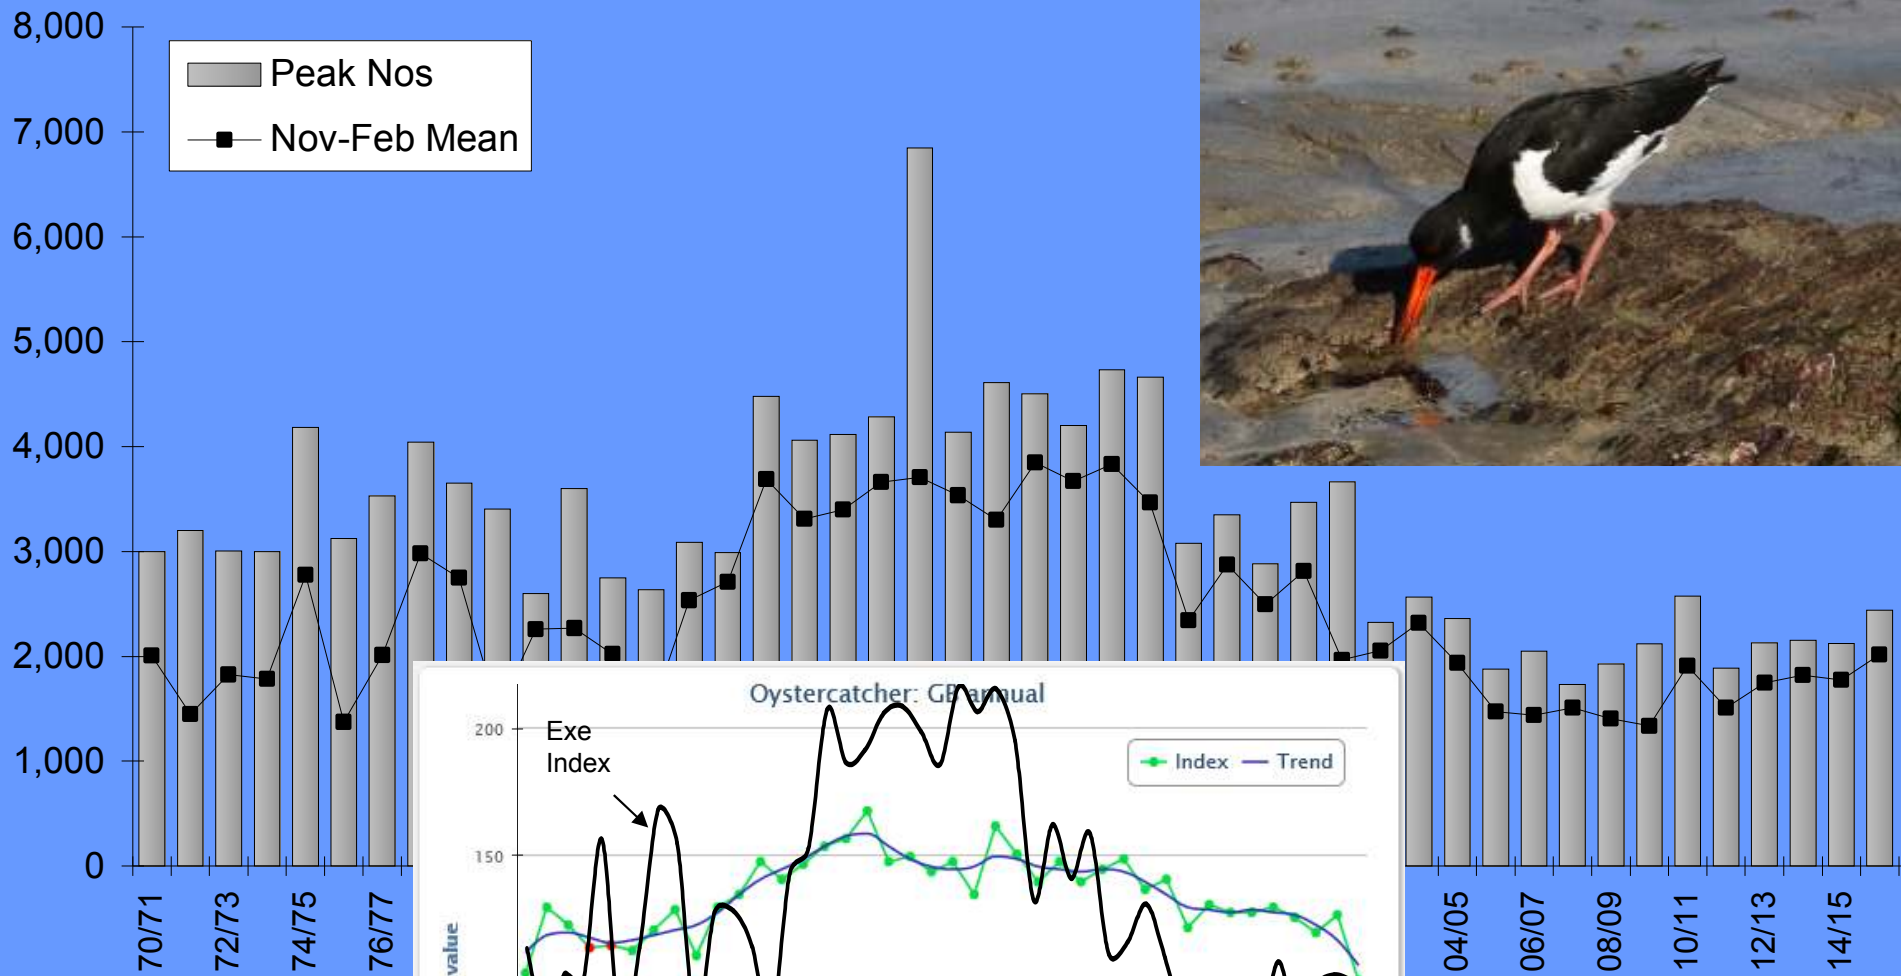 8,000
7,000
6,000
5,000
4,000
3,000
2,000
1,000
0
Peak Nos
Nov-Feb Mean
70/71
72/73
74/75
76/77
04/05
06/07
08/09
10/11
12/13
14/15
Oystercatcher: GB annual
200
150
value
Exe
Index
Index
Trend